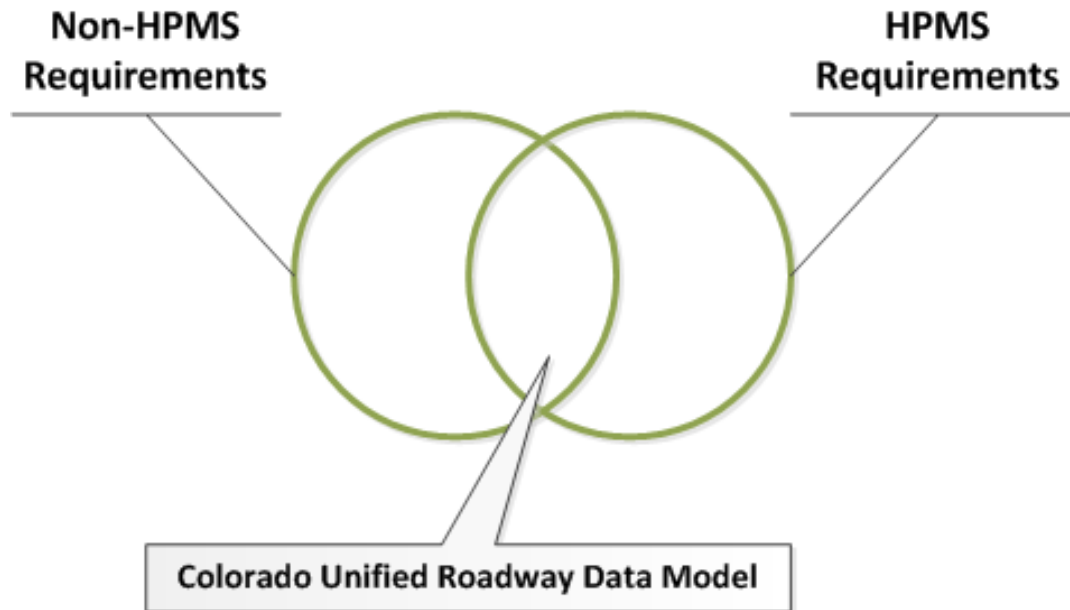 Non-HPMS
Requirements
HPMS
Requirements
Colorado Unified Roadway Data Model